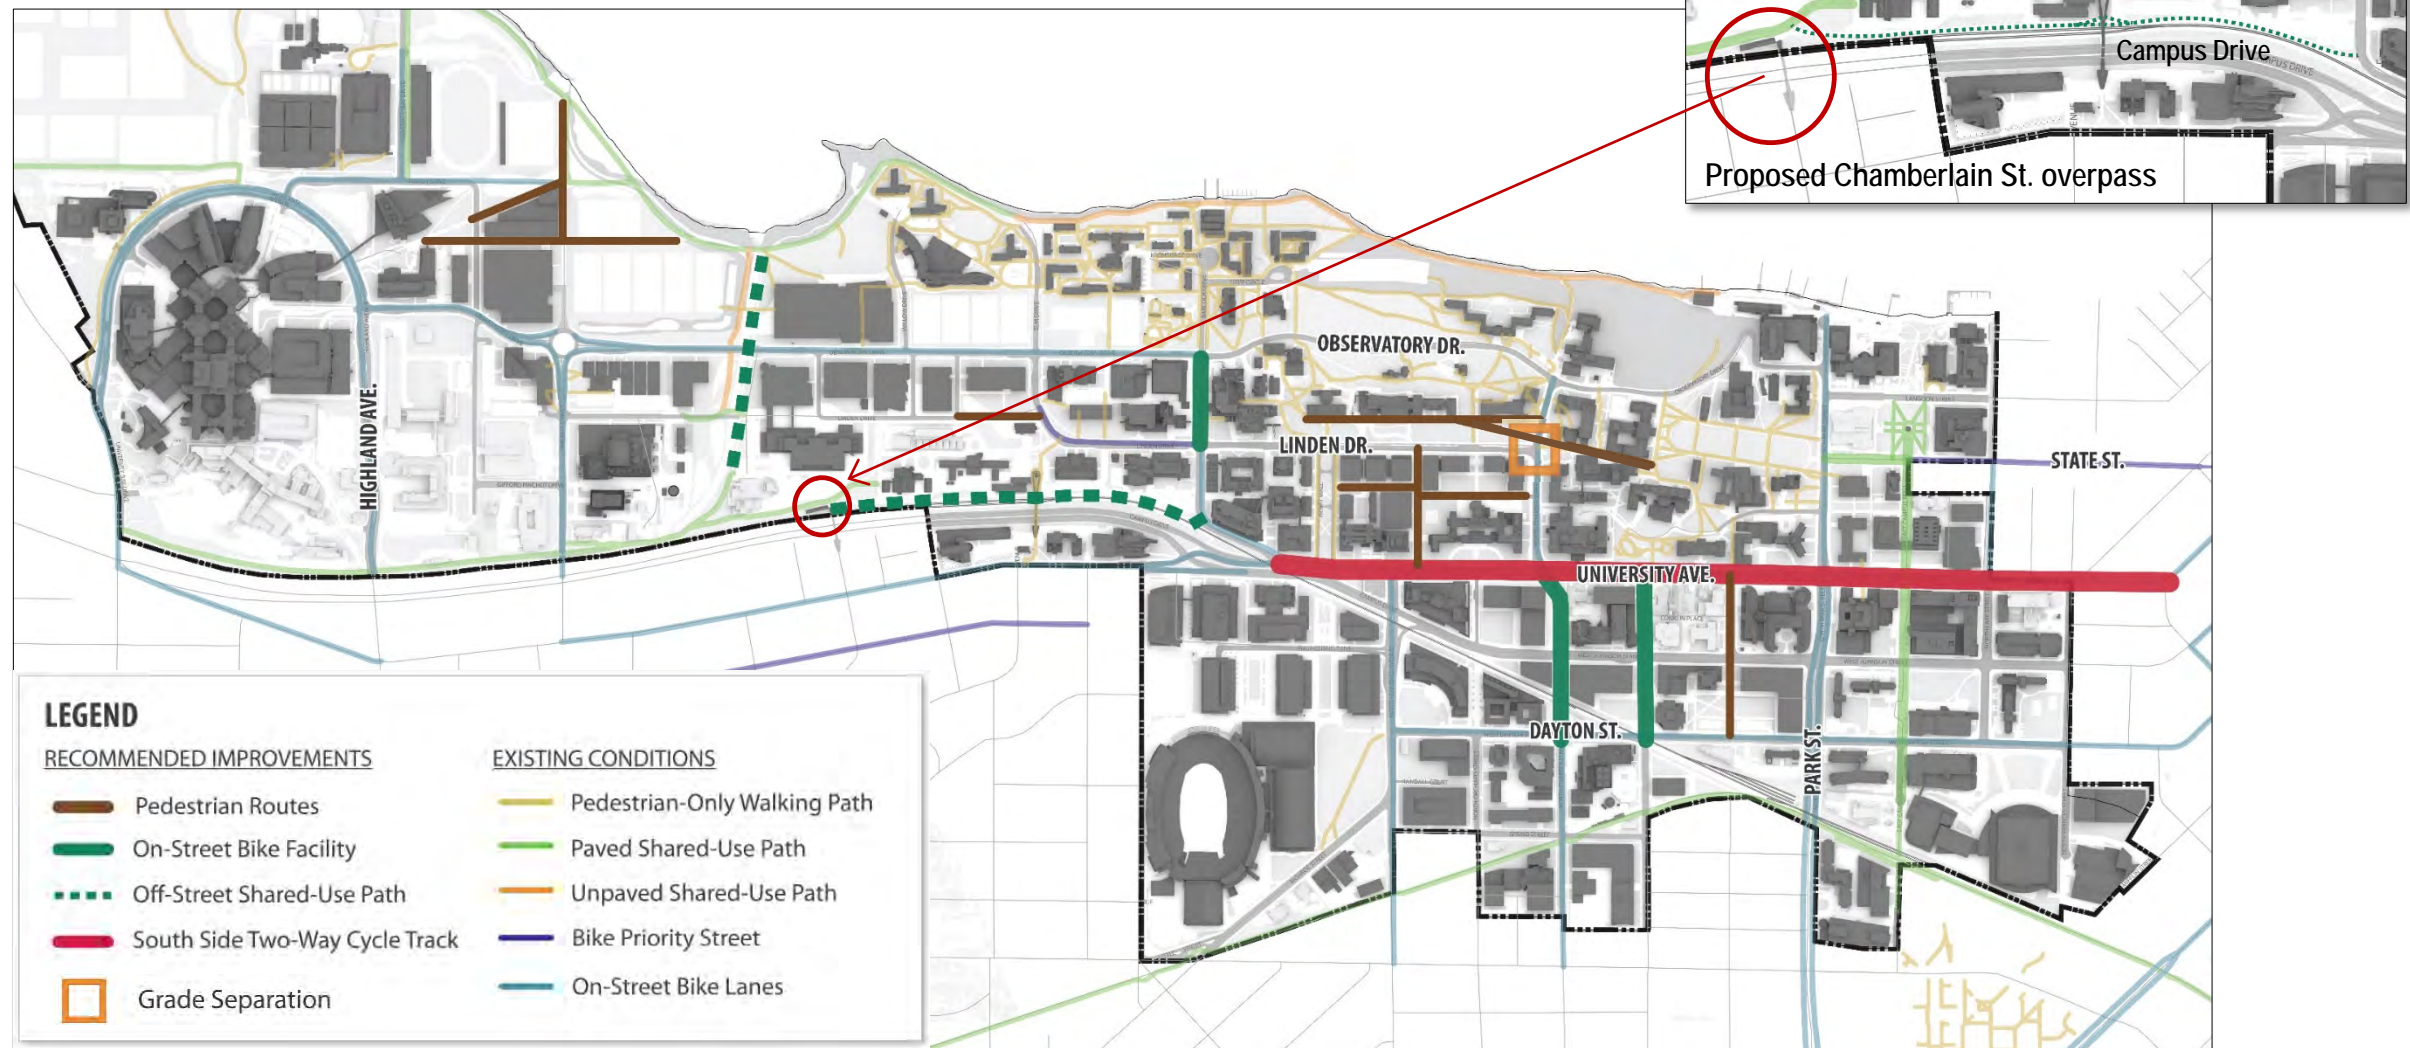 Campus Drive
CAMPUS DRIVE
Proposed Chamberlain St. overpass
OBSERVATORY DR.
HIGHLAND AVE.
LINDEN DR.
STATE ST.
UNIVERSITY AVE.
DAYTON ST.
PARK ST.
LEGEND
RECOMMENDED IMPROVEMENTS
Pedestrian Routes
On-Street Bike Facility
Off-Street Shared-Use Path
South Side Two-Way Cycle Track
Grade Separation
EXISTING CONDITIONS
Pedestrian-Only Walking Path
Paved Shared-Use Path
Unpaved Shared-Use Path
Bike Priority Street
On-Street Bike Lanes